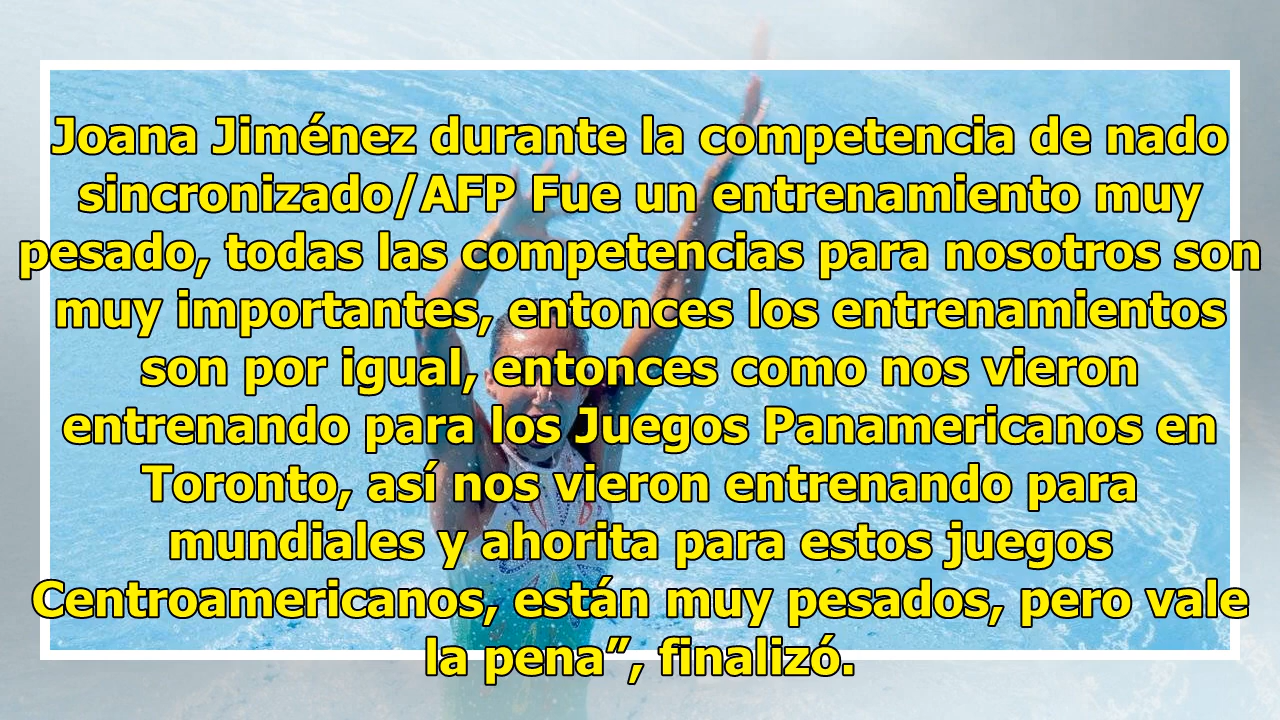 Joana Jiménez durante la competencia de nado
sincronizado/AFP Fue un entrenamiento muy
pesado, todas las competencias para nosotros son
muy importantes, entonces los entrenamientos
son por igual, entonces como nos vieron
entrenando para los Juegos Panamericanos en
Toronto, así nos vieron entrenando para
mundiales y ahorita para estos juegos
Centroamericanos, están muy pesados, pero vale
la pena”, finalizó.